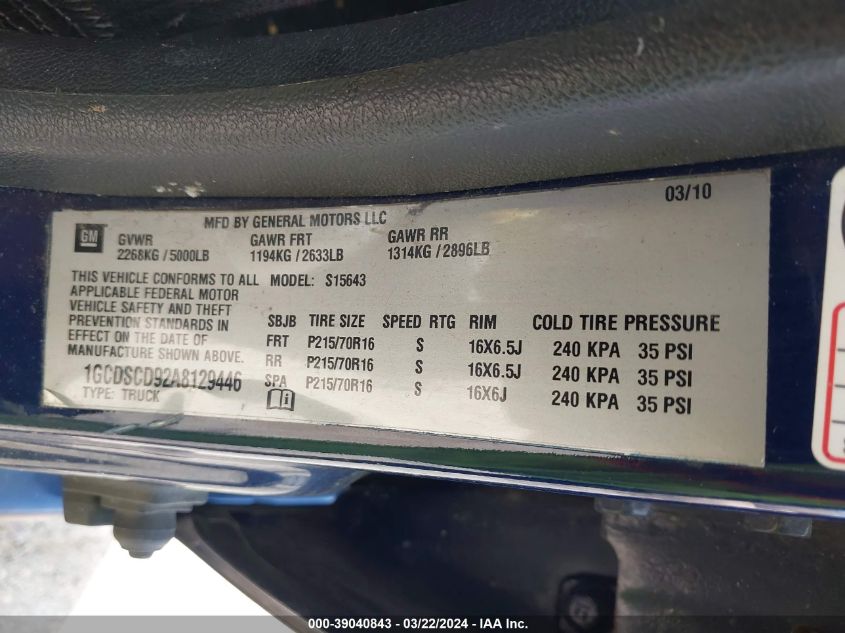 03/10
MFD BY GENERAL MOTORS LLC
GM
GVWR GAWR FRT GAWR RR
2268KG / 5000LB 1194KG / 2633LB 1314KG / 2896LB
THIS VEHICLE CONFORMS TO ALL MODEL: S15643
APPLICABLE FEDERAL MOTOR
VEHICLE SAFETY AND THEFT
PREVENTION STANDARDS IN
EFFECT ON THE DATE OF
MANUFACTURE SHOWN ABOVE.
1GCDSCD92A8129446
TYPE: TRUCK
SBJB TIRE SIZE SPEED RTG RIM COLD TIRE PRESSURE
FRT P215/70R16 S 16X6.5J 240 KPA 35 PSI
RR P215/70R16 S 16X6.5J 240 KPA 35 PSI
SPA P215/70R16 S 16X6J 240 KPA 35 PSI
000-39040843 / 03/22/2024 - IAA Inc.